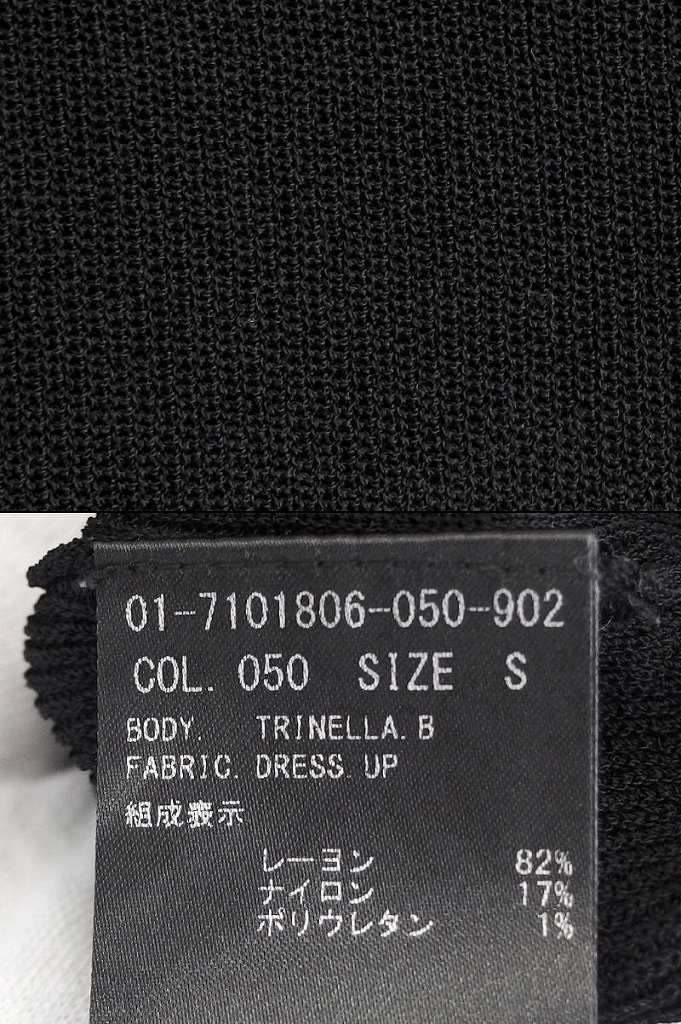 01-7101806-050-902
COL. 050 SIZE S
BODY. TRINELLA.B
FABRIC. DRESS UP
組成表示
レーヨン 82%
ナイロン 17%
ポリウレタン 1%